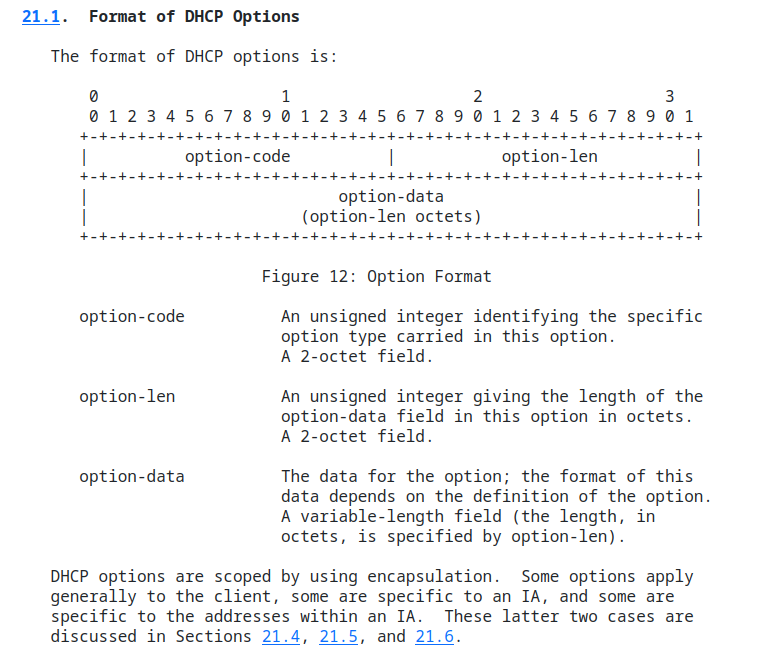 21.1.  Format of DHCP Options
The format of DHCP options is:
 0                   1                   2                   3
 0 1 2 3 4 5 6 7 8 9 0 1 2 3 4 5 6 7 8 9 0 1 2 3 4 5 6 7 8 9 0 1
+-+-+-+-+-+-+-+-+-+-+-+-+-+-+-+-+-+-+-+-+-+-+-+-+-+-+-+-+-+-+-+-+
|          option-code          |           option-len          |
+-+-+-+-+-+-+-+-+-+-+-+-+-+-+-+-+-+-+-+-+-+-+-+-+-+-+-+-+-+-+-+-+
|                          option-data                          |
|                      (option-len octets)                      |
+-+-+-+-+-+-+-+-+-+-+-+-+-+-+-+-+-+-+-+-+-+-+-+-+-+-+-+-+-+-+-+-+
Figure 12: Option Format
option-code          An unsigned integer identifying the specific
option type carried in this option.
A 2-octet field.
option-len           An unsigned integer giving the length of the
option-data field in this option in octets.
A 2-octet field.
option-data          The data for the option; the format of this
data depends on the definition of the option.
A variable-length field (the length, in
octets, is specified by option-len).
DHCP options are scoped by using encapsulation.  Some options apply
generally to the client, some are specific to an IA, and some are
specific to the addresses within an IA.  These latter two cases are
discussed in Sections 21.4, 21.5, and 21.6.